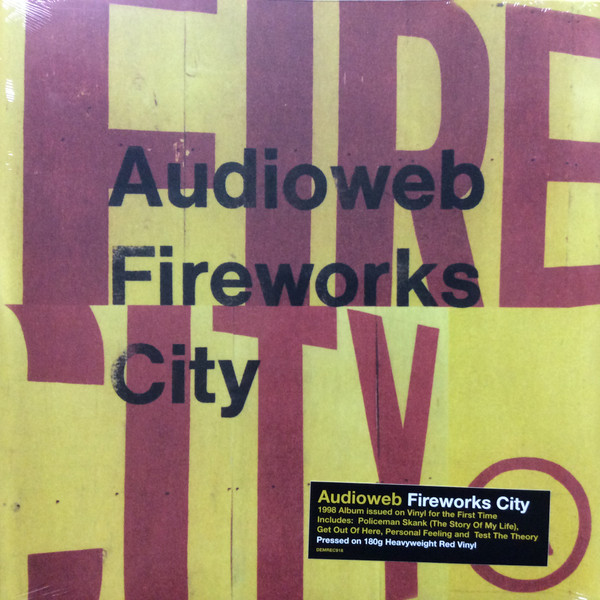 FIRE
Audioweb
Fireworks
City
CITY
Audioweb Fireworks City
1998 Album issued on Vinyl for the First Time
Includes: Policeman Skank (The Story Of My Life),
Get Out Of Here, Personal Feeling and Test The Theory
Pressed on 180g Heavyweight Red Vinyl